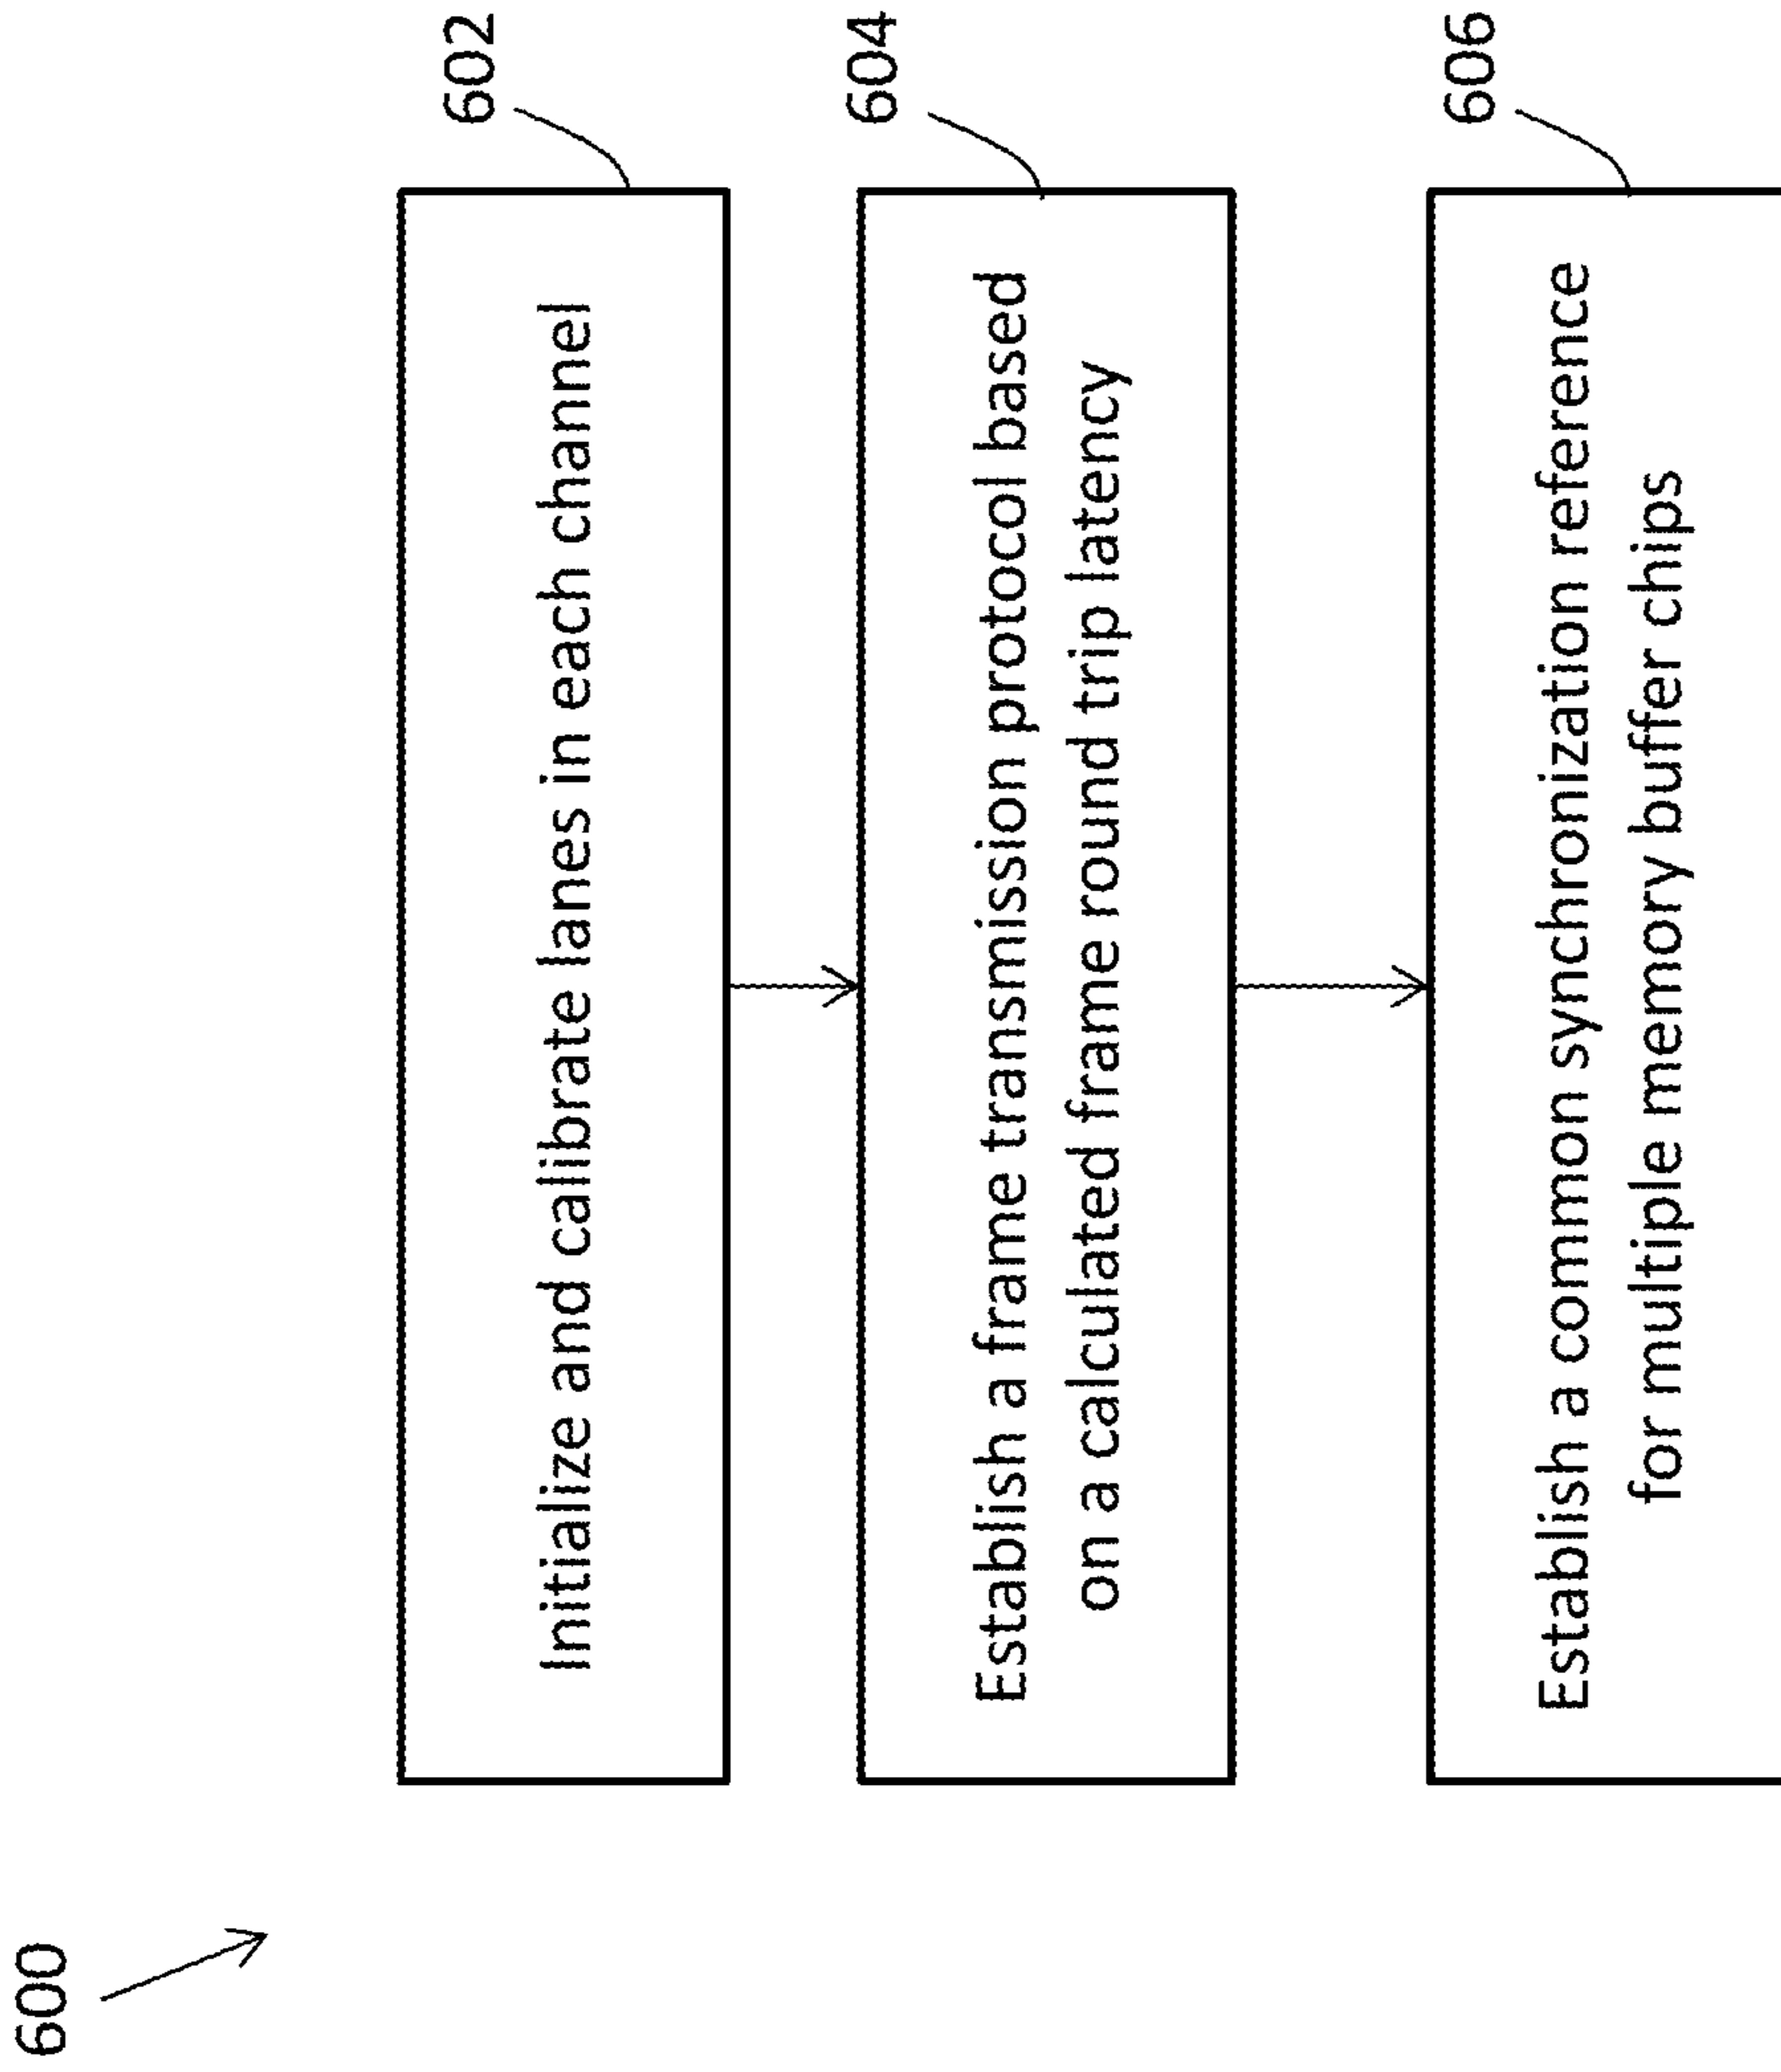 600
602
Initialize and calibrate lanes in each channel
604
Establish a frame transmission protocol based
on a calculated frame round trip latency
606
Establish a common synchronization reference
for multiple memory buffer chips